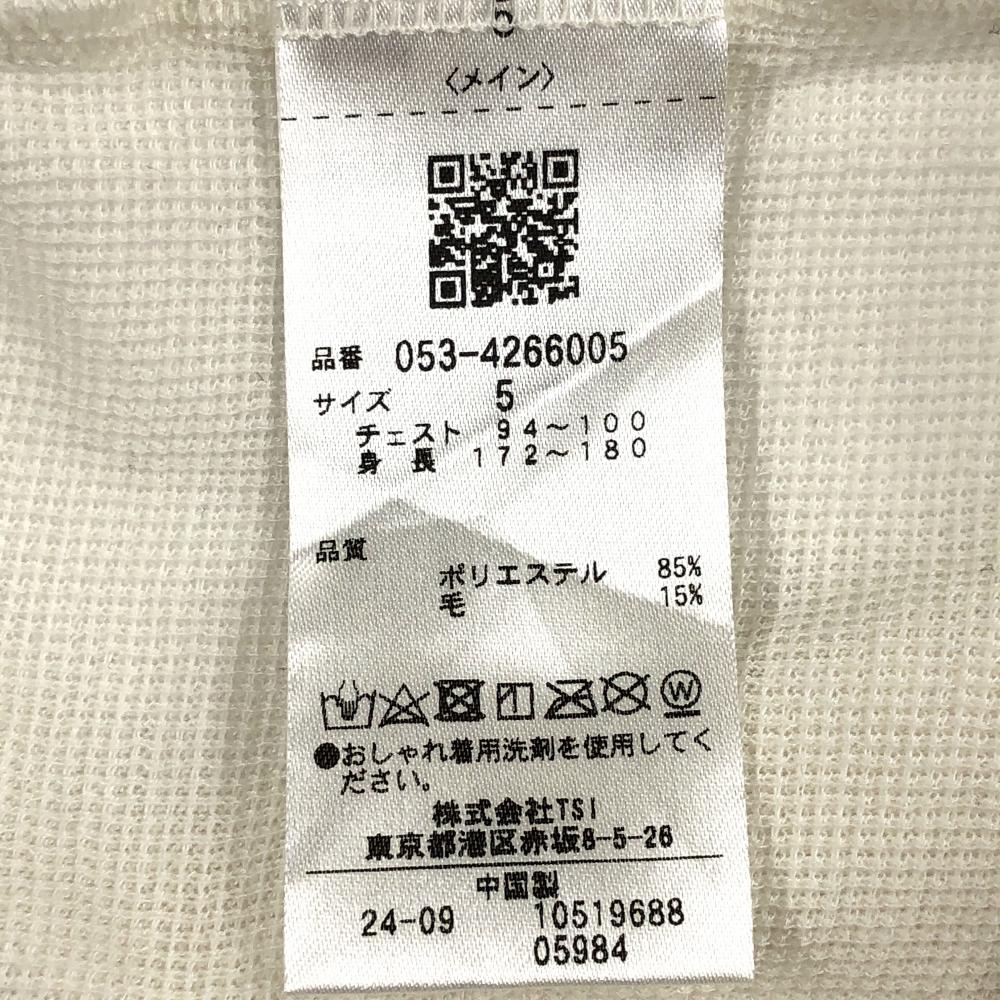 〈メイン〉
品番 053-4266005
サイズ 5
チェスト 94～100
身長 172～180
品質
ポリエステル 85%
毛 15%
W
●おしゃれ着用洗剤を使用してく
ださい。
株式会社TSI
東京都港区赤坂8-5-26
中国製
24-09 10519688
05984